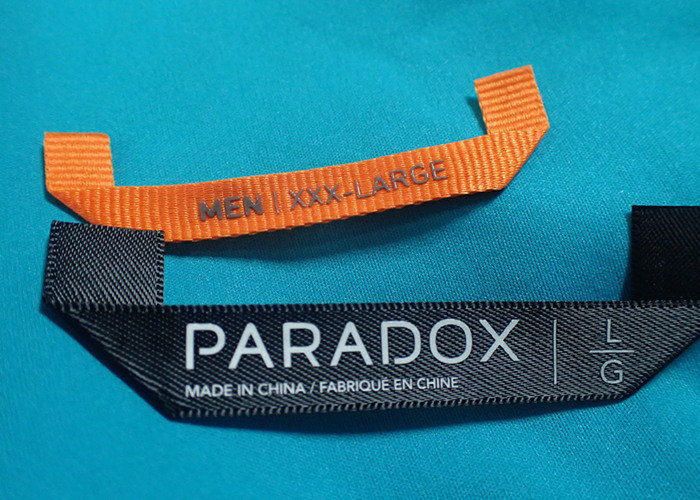 MEN | XXX-LARGE
PARADOX | L/G
MADE IN CHINA / FABRIQUÉ EN CHINE